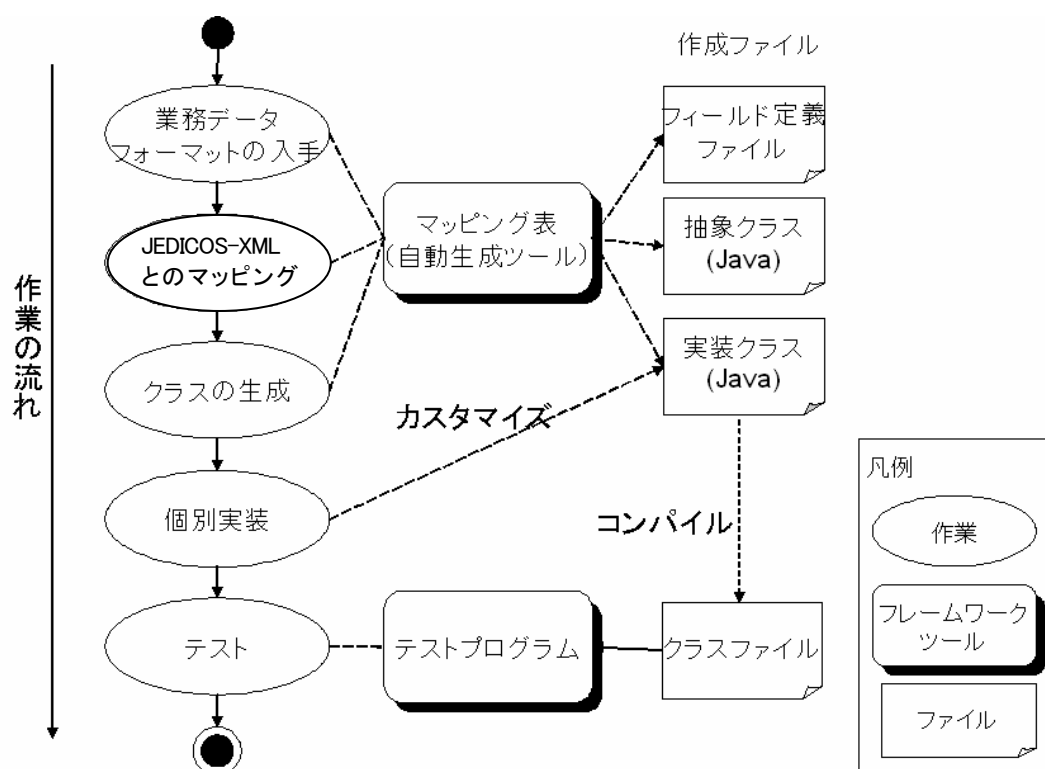 作成ファイル
作業の流れ
業務データ
フォーマットの入手
JEDICOS-XML
とのマッピング
クラスの生成
個別実装
テスト
マッピング表
(自動生成ツール)
カスタマイズ
テストプログラム
フィールド定義
ファイル
抽象クラス
(Java)
実装クラス
(Java)
コンパイル
クラスファイル
凡例
作業
フレームワーク
ツール
ファイル